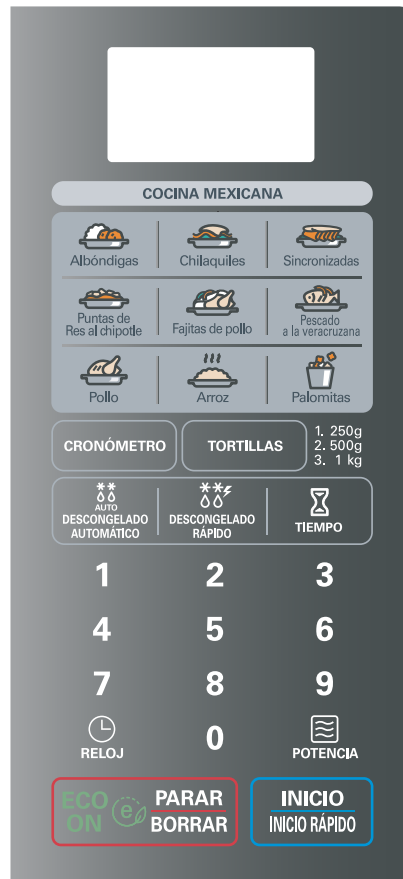 COCINA MEXICANA
Albóndigas
Chilaquiles
Sincronizadas
Puntas de
Res al chipotle
Fajitas de pollo
Pescado
a la veracruzana
Pollo
Arroz
Palomitas
CRONÓMETRO
TORTILLAS
1. 250g
2. 500g
3. 1 kg
AUTO
DESCONGELADO
AUTOMÁTICO
DESCONGELADO
RÁPIDO
TIEMPO
1 2 3
4 5 6
7 8 9
RELOJ
0
POTENCIA
ECO
ON
e
PARAR
BORRAR
INICIO
INICIO RÁPIDO